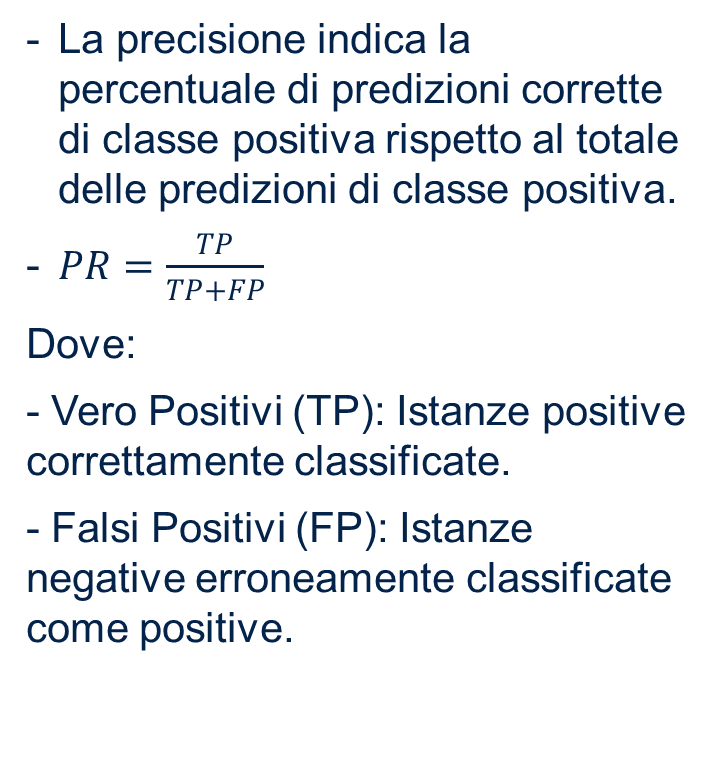 - La precisione indica la
percentuale di predizioni corrette
di classe positiva rispetto al totale
delle predizioni di classe positiva.
- PR = TP / TP+FP
Dove:
- Vero Positivi (TP): Istanze positive
correttamente classificate.
- Falsi Positivi (FP): Istanze
negative erroneamente classificate
come positive.